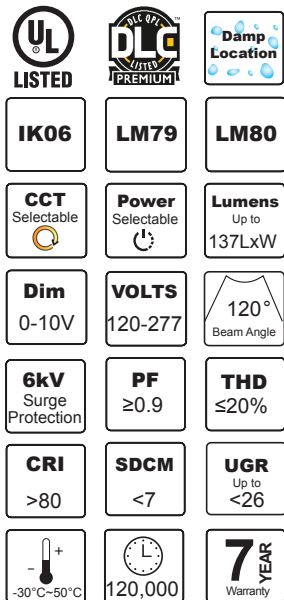 UL
LISTED
DLC QPL
DLC
LISTED
PREMIUM
™
Damp
Location
IK06
LM79
LM80
CCT
Selectable
Power
Selectable
Lumens
Up to
137LxW
Dim
0-10V
VOLTS
120-277
120°
Beam Angle
6kV
Surge
Protection
PF
≥0.9
THD
≤20%
CRI
>80
SDCM
<7
UGR
Up to
<26
+
-
-30°C~50°C
120,000
7 YEAR
Warranty